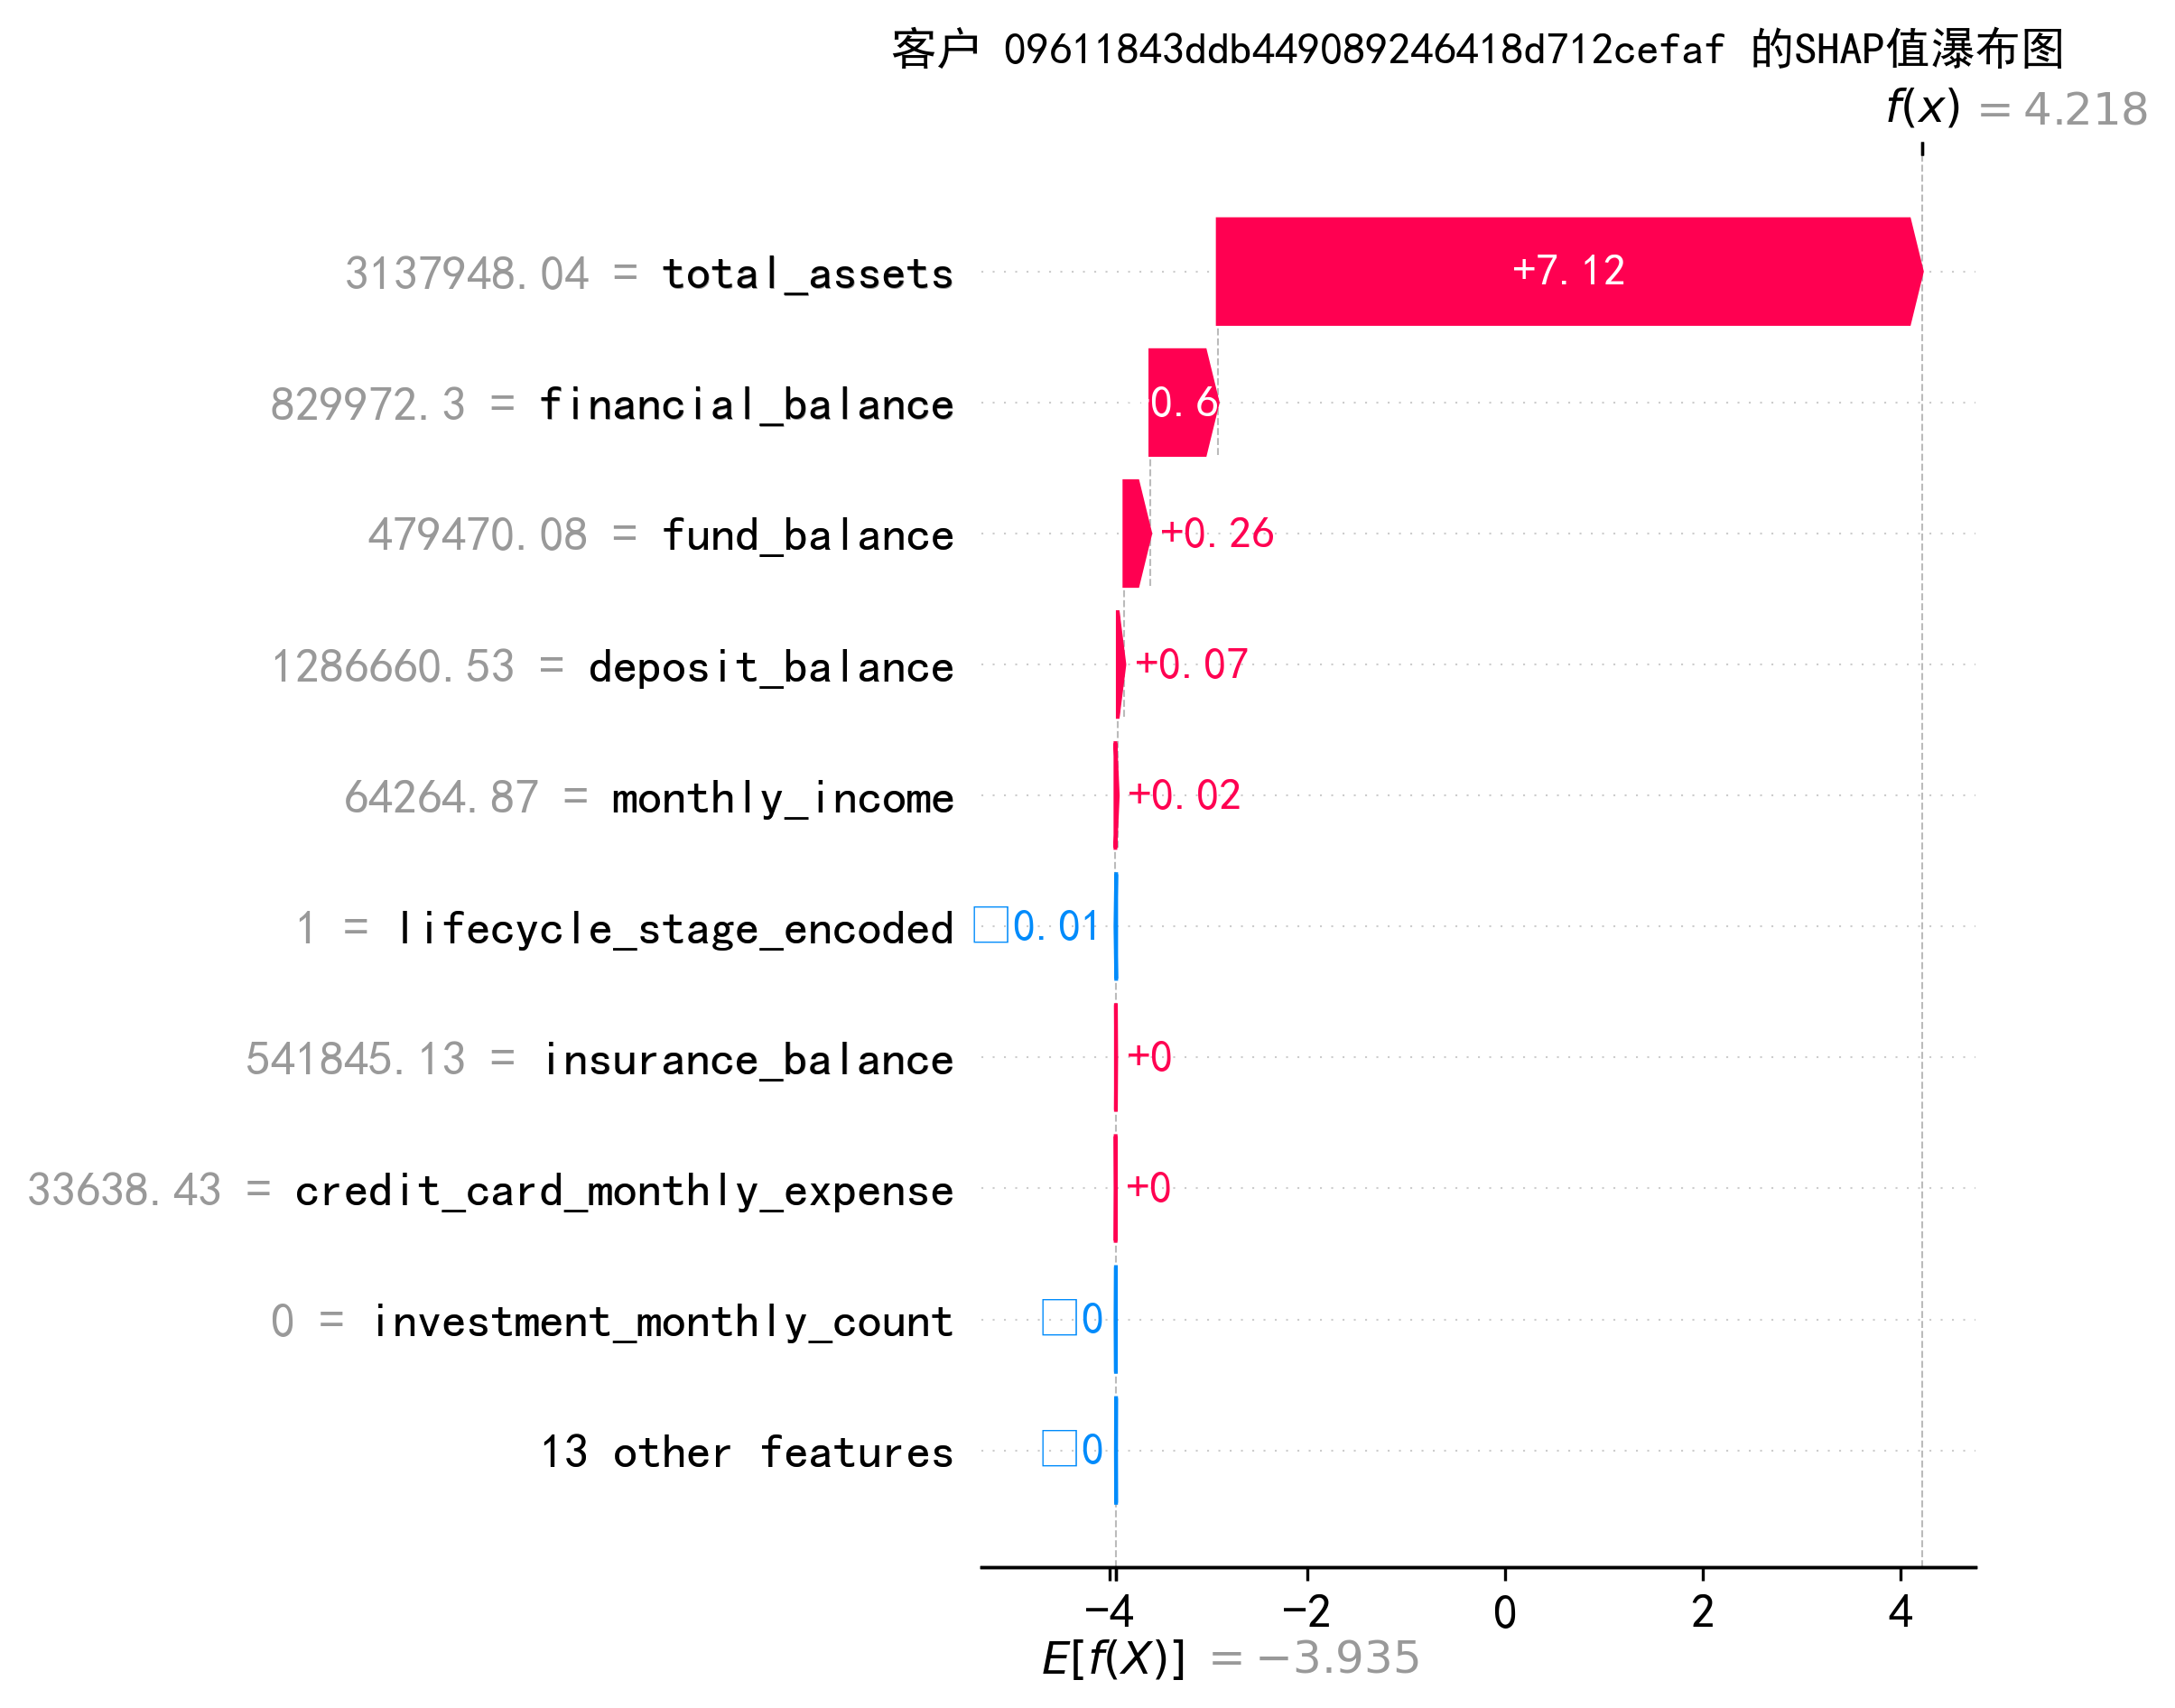 客户 09611843ddb449089246418d712cefaf 的SHAP值瀑布图
f(x) = 4.218
3137948.04 = total_assets
+7.12
829972.3 = financial_balance
0.6
479470.08 = fund_balance
+0.26
1286660.53 = deposit_balance
+0.07
64264.87 = monthly_income
+0.02
1 = lifecycle_stage_encoded
□0.01
541845.13 = insurance_balance
+0
33638.43 = credit_card_monthly_expense
+0
0 = investment_monthly_count
□0
13 other features
□0
−4 −2 0 2 4
E[f(X)] = −3.935